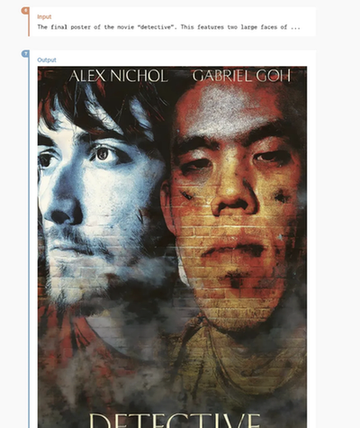 Input
The final poster of the movie “detective”. This features two large faces of ...
Output
ALEX NICHOL GABRIEL GOH
DETECTIVE